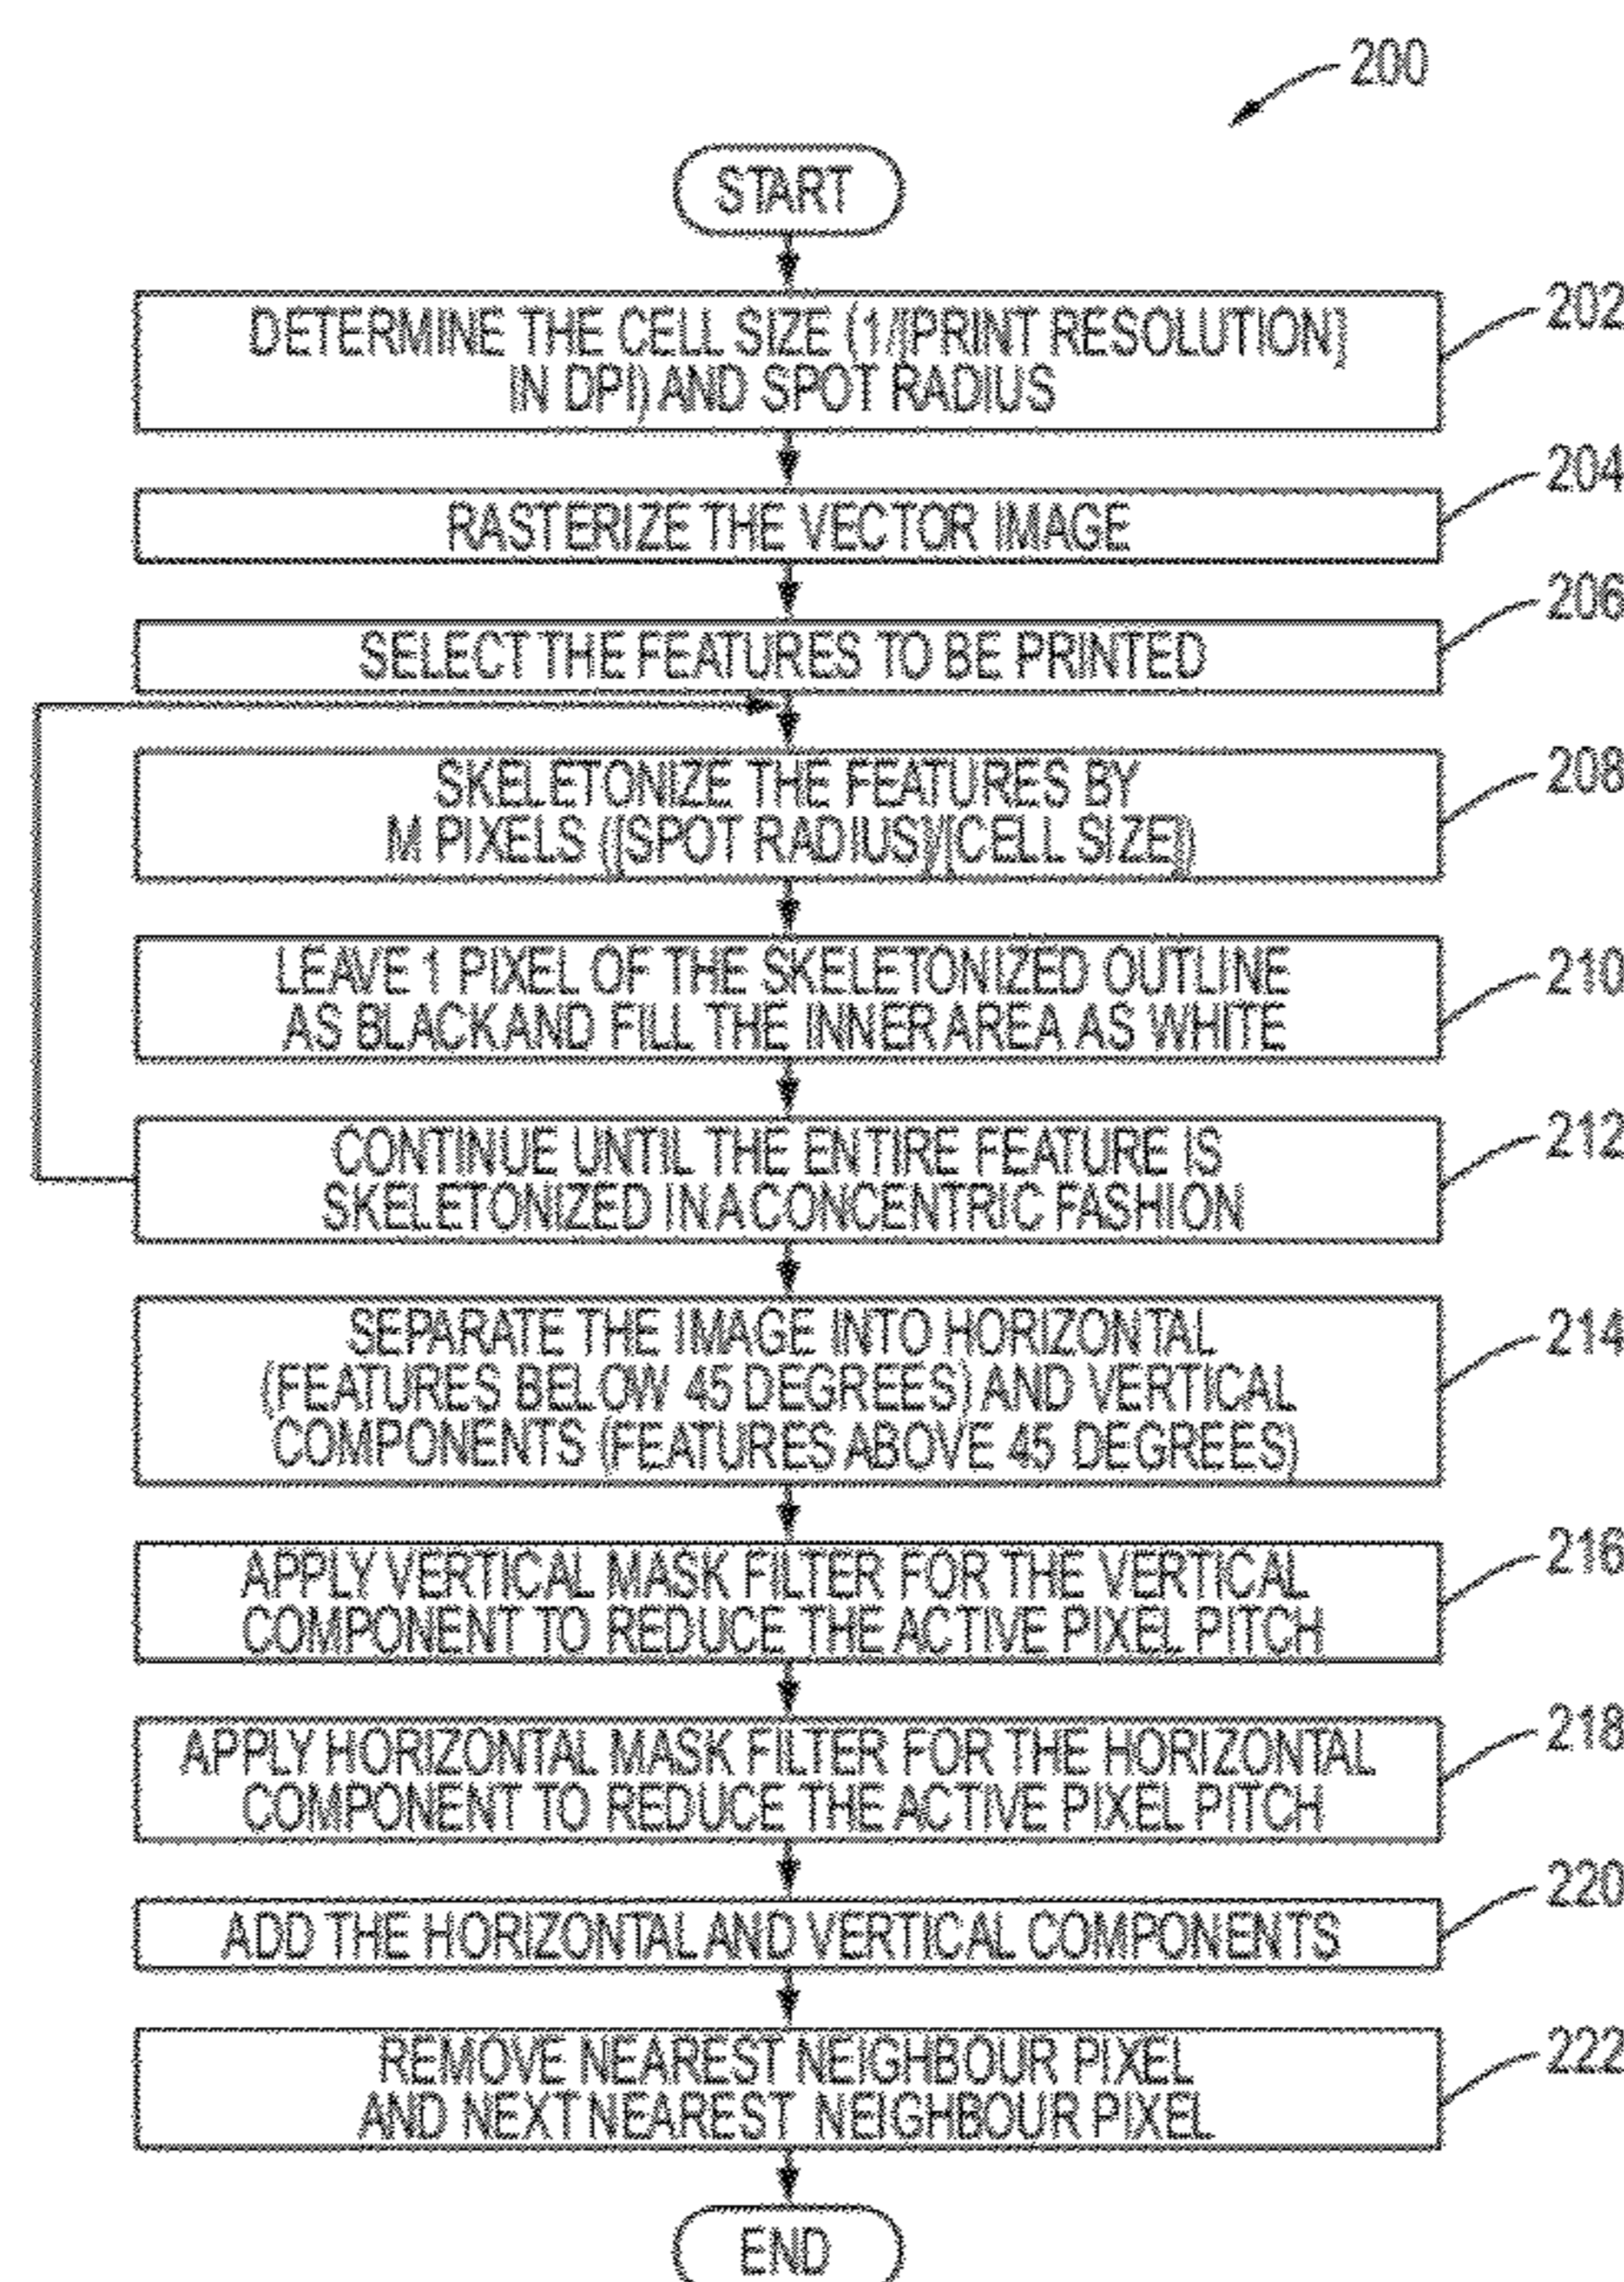 200
START
DETERMINE THE CELL SIZE (1/[PRINT RESOLUTION]
IN DPI) AND SPOT RADIUS
202
RASTERIZE THE VECTOR IMAGE
204
SELECT THE FEATURES TO BE PRINTED
206
SKELETONIZE THE FEATURES BY
M PIXELS ([SPOT RADIUS]/[CELL SIZE])
208
LEAVE 1 PIXEL OF THE SKELETONIZED OUTLINE
AS BLACK AND FILL THE INNER AREA AS WHITE
210
CONTINUE UNTIL THE ENTIRE FEATURE IS
SKELETONIZED IN A CONCENTRIC FASHION
212
SEPARATE THE IMAGE INTO HORIZONTAL
(FEATURES BELOW 45 DEGREES) AND VERTICAL
COMPONENTS (FEATURES ABOVE 45 DEGREES)
214
APPLY VERTICAL MASK FILTER FOR THE VERTICAL
COMPONENT TO REDUCE THE ACTIVE PIXEL PITCH
216
APPLY HORIZONTAL MASK FILTER FOR THE HORIZONTAL
COMPONENT TO REDUCE THE ACTIVE PIXEL PITCH
218
ADD THE HORIZONTAL AND VERTICAL COMPONENTS
220
REMOVE NEAREST NEIGHBOUR PIXEL
AND NEXT NEAREST NEIGHBOUR PIXEL
222
END